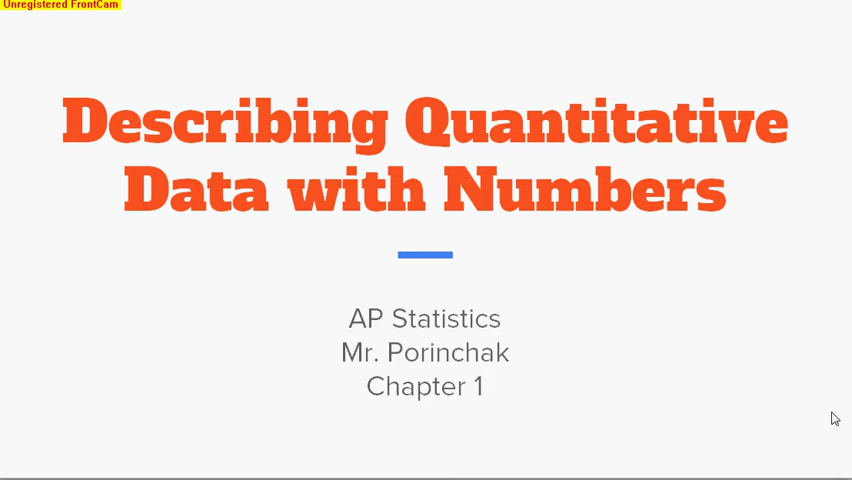 Unregistered FrontCam
Describing Quantitative
Data with Numbers
AP Statistics
Mr. Porinchak
Chapter 1